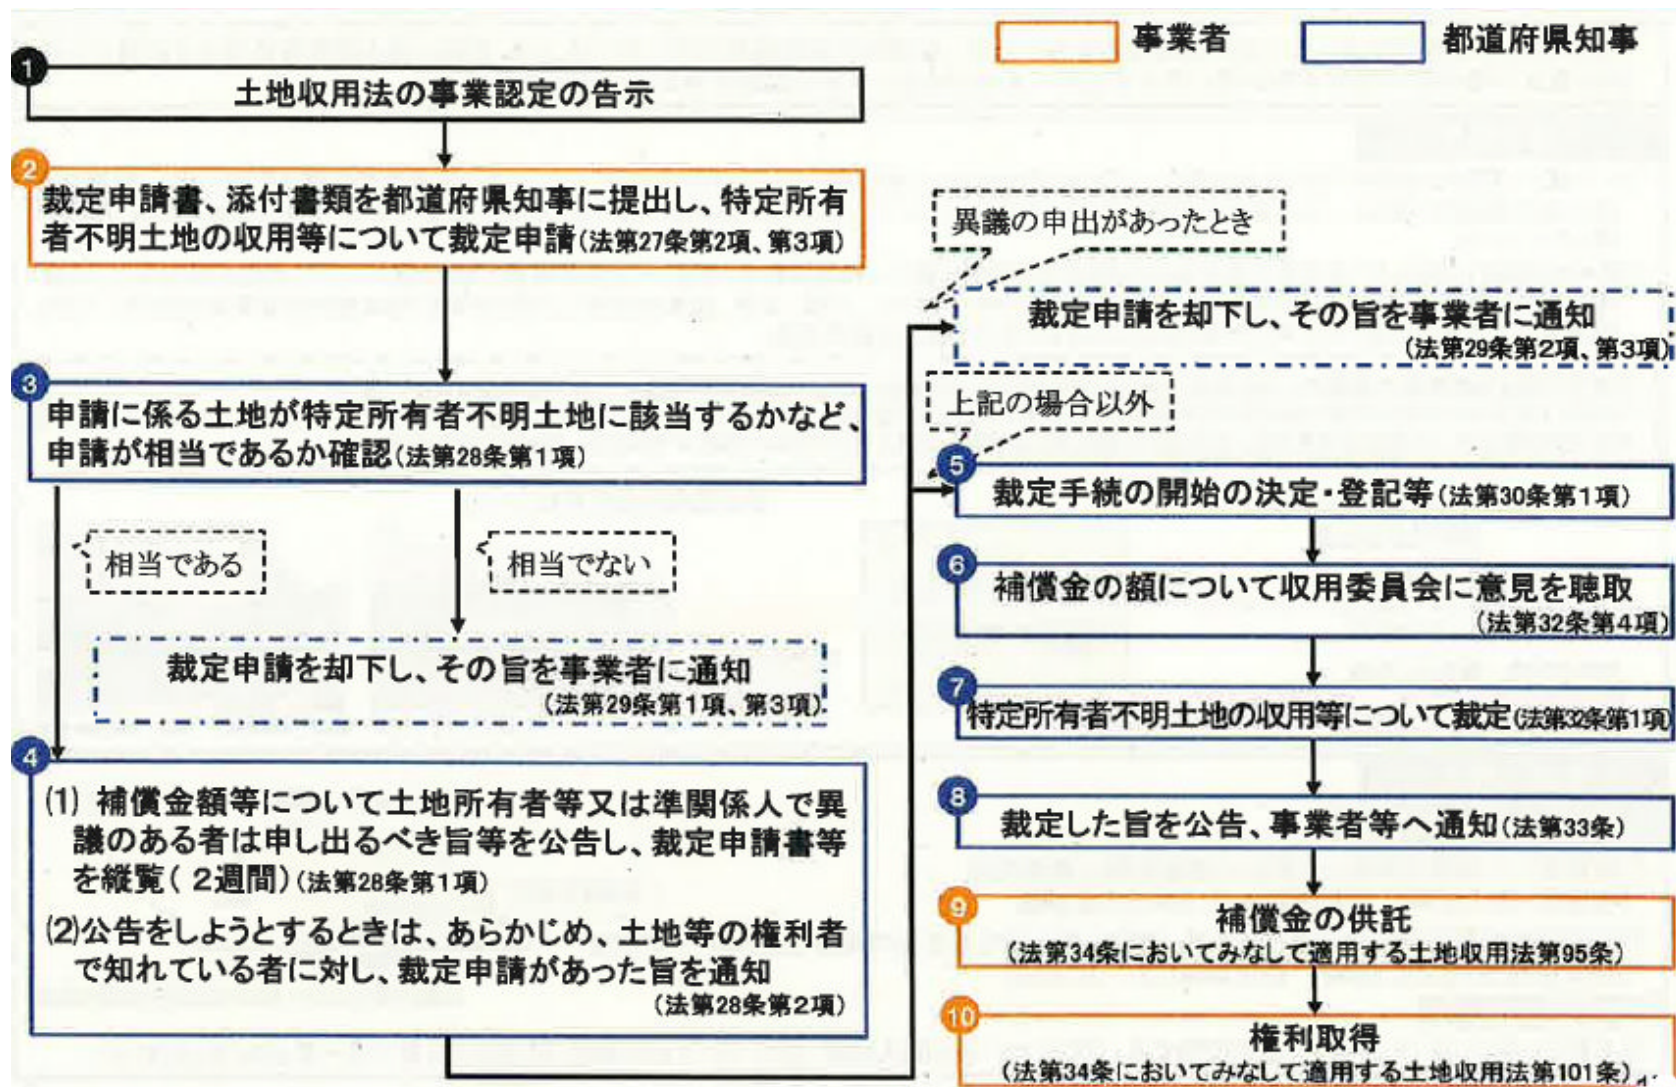 事業者
都道府県知事
1
土地収用法の事業認定の告示
2
裁定申請書、添付書類を都道府県知事に提出し、特定所有
者不明土地の収用等について裁定申請(法第27条第2項、第3項)
3
申請に係る土地が特定所有者不明土地に該当するかなど、
申請が相当であるか確認(法第28条第1項)
相当である
相当でない
裁定申請を却下し、その旨を事業者に通知
(法第29条第1項、第3項)
4
(1) 補償金額等について土地所有者等又は準関係人で異
議のある者は申し出るべき旨等を公告し、裁定申請書等
を縦覧(2週間)(法第28条第1項)
(2)公告をしようとするときは、あらかじめ、土地等の権利者
で知れている者に対し、裁定申請があった旨を通知
(法第28条第2項)
異議の申出があったとき
裁定申請を却下し、その旨を事業者に通知
(法第29条第2項、第3項)
上記の場合以外
5
裁定手続の開始の決定・登記等(法第30条第1項)
6
補償金の額について収用委員会に意見を聴取
(法第32条第4項)
7
特定所有者不明土地の収用等について裁定(法第32条第1項)
8
裁定した旨を公告、事業者等へ通知(法第33条)
9
補償金の供託
(法第34条においてみなして適用する土地収用法第95条)
10
権利取得
(法第34条においてみなして適用する土地収用法第101条)